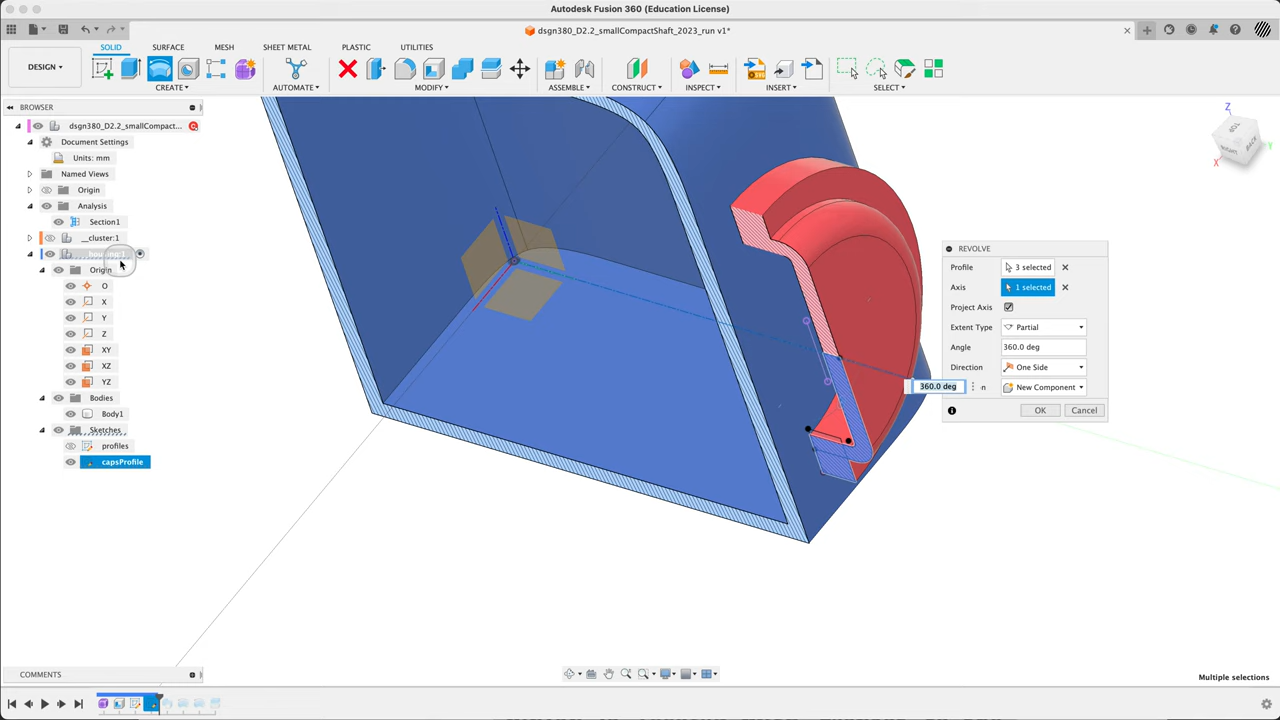 Autodesk Fusion 360 (Education License)
dsgn380_D2.2_smallCompactShaft_2023_run v1*
SOLID SURFACE MESH SHEET METAL PLASTIC UTILITIES
DESIGN
CREATE AUTOMATE MODIFY ASSEMBLE CONSTRUCT INSPECT INSERT SELECT
BROWSER
dsgn380_D2.2_smallCompact...
Document Settings
Units: mm
Named Views
Origin
Analysis
Section1
__cluster:1
Origin
O
X
Y
Z
XY
XZ
YZ
Bodies
Body1
Sketches
profiles
capsProfile
Z
X
Y
TOP
BACK
REVOLVE
Profile 3 selected
Axis 1 selected
Project Axis
Extent Type Partial
Angle 360.0 deg
Direction One Side
n New Component
OK Cancel
360.0 deg
COMMENTS
Multiple selections